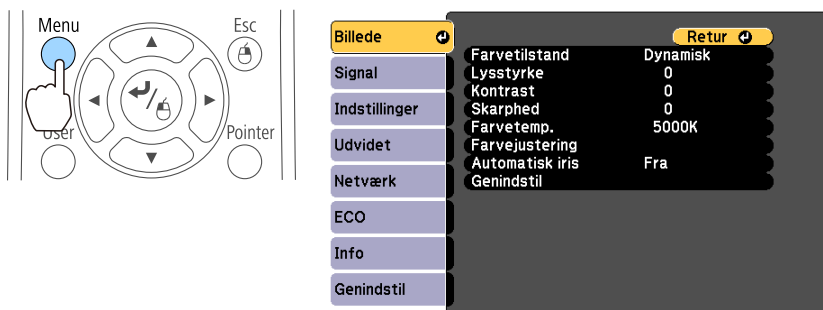 Menu
Esc
User
Pointer
Billede
Signal
Indstillinger
Udvidet
Netværk
ECO
Info
Genindstil
Retur
Farvetilstand Dynamisk
Lysstyrke 0
Kontrast 0
Skarphed 0
Farvetemp. 5000K
Farvejustering
Automatisk iris Fra
Genindstil